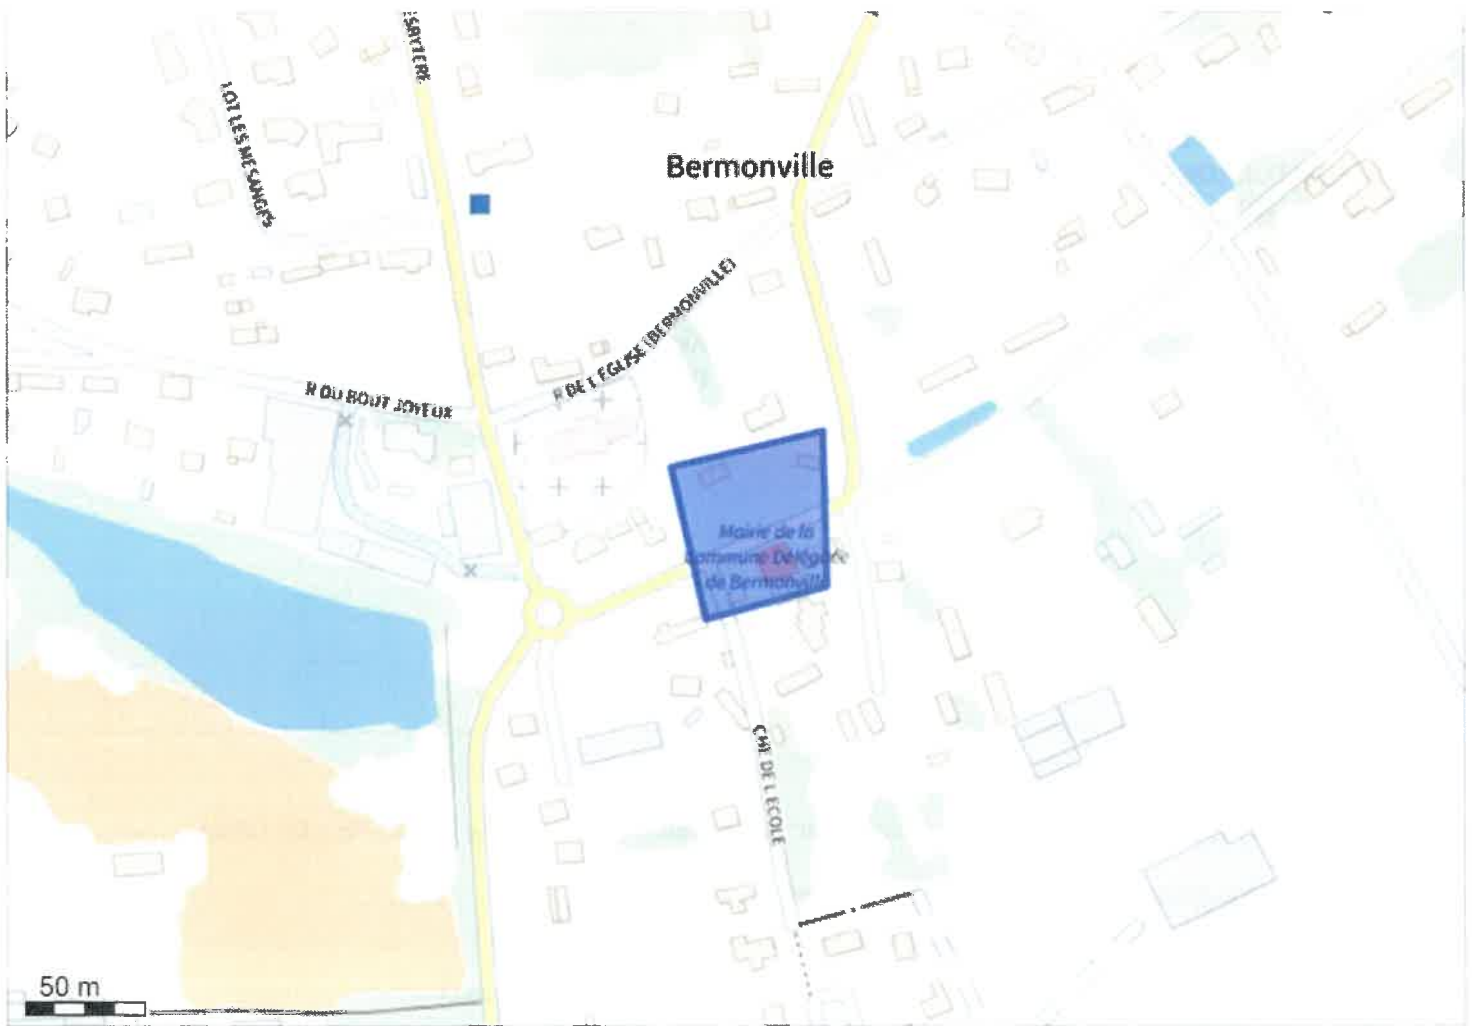 LOT LES MESANGES
Bermonville
R DE L EGLISE (BERMONVILLE)
R DU BOUT JOYEUX
Mairie de la
Commune Déléguée
de Bermonville
CHE DE L ECOLE
50 m